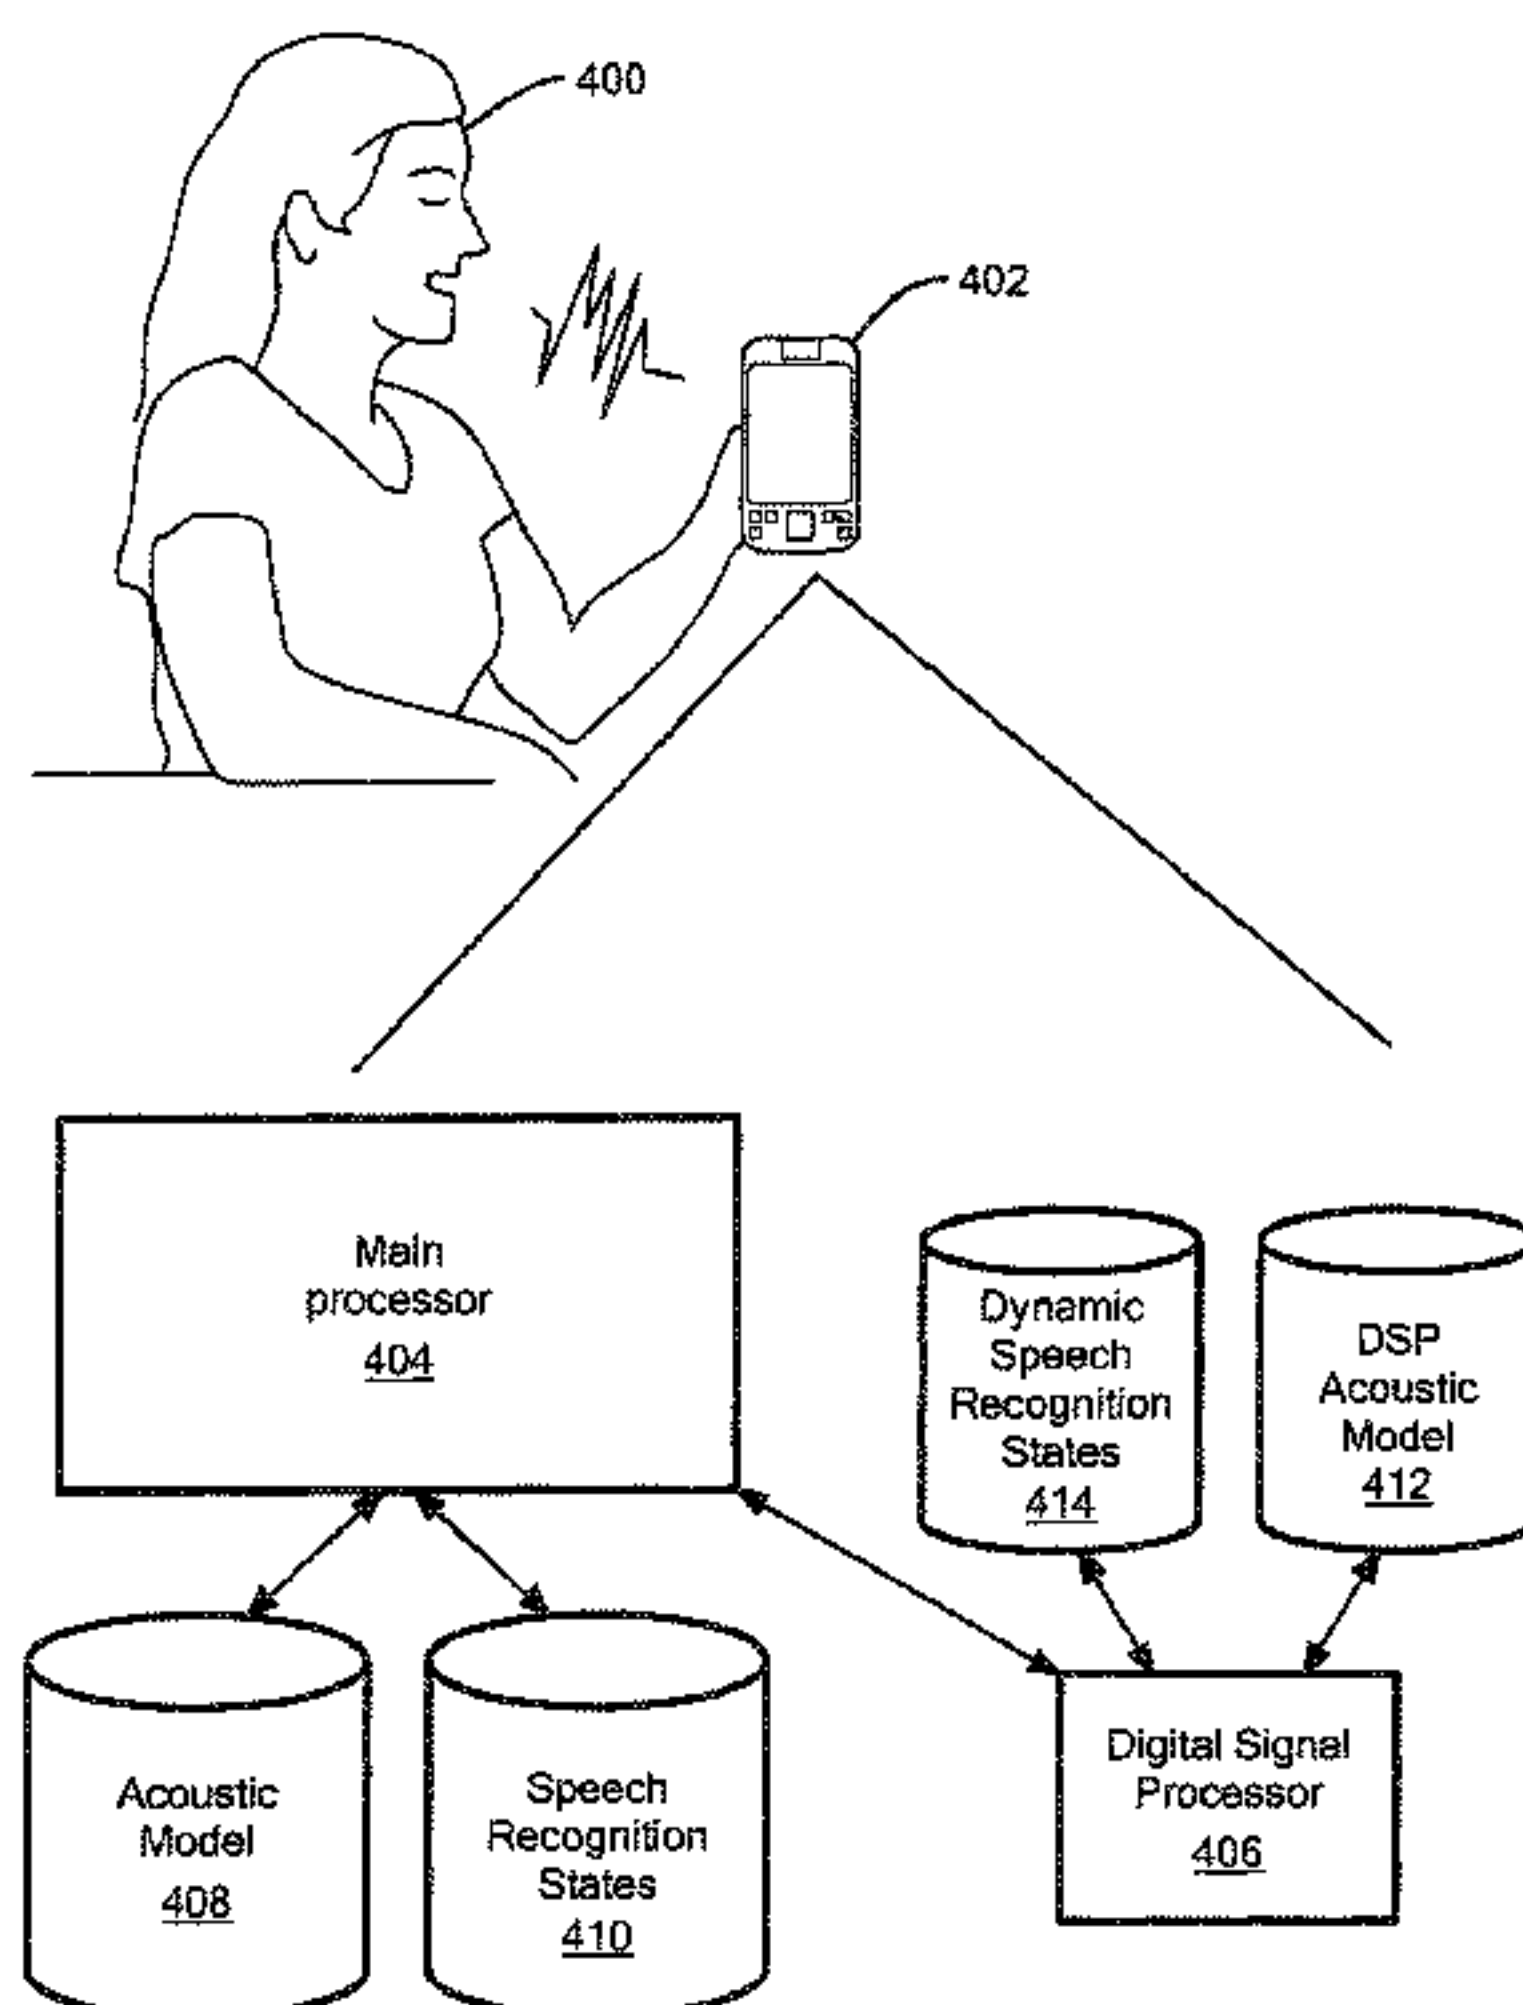 400
402
Main
processor
404
Dynamic
Speech
Recognition
States
414
DSP
Acoustic
Model
412
Acoustic
Model
408
Speech
Recognition
States
410
Digital Signal
Processor
406